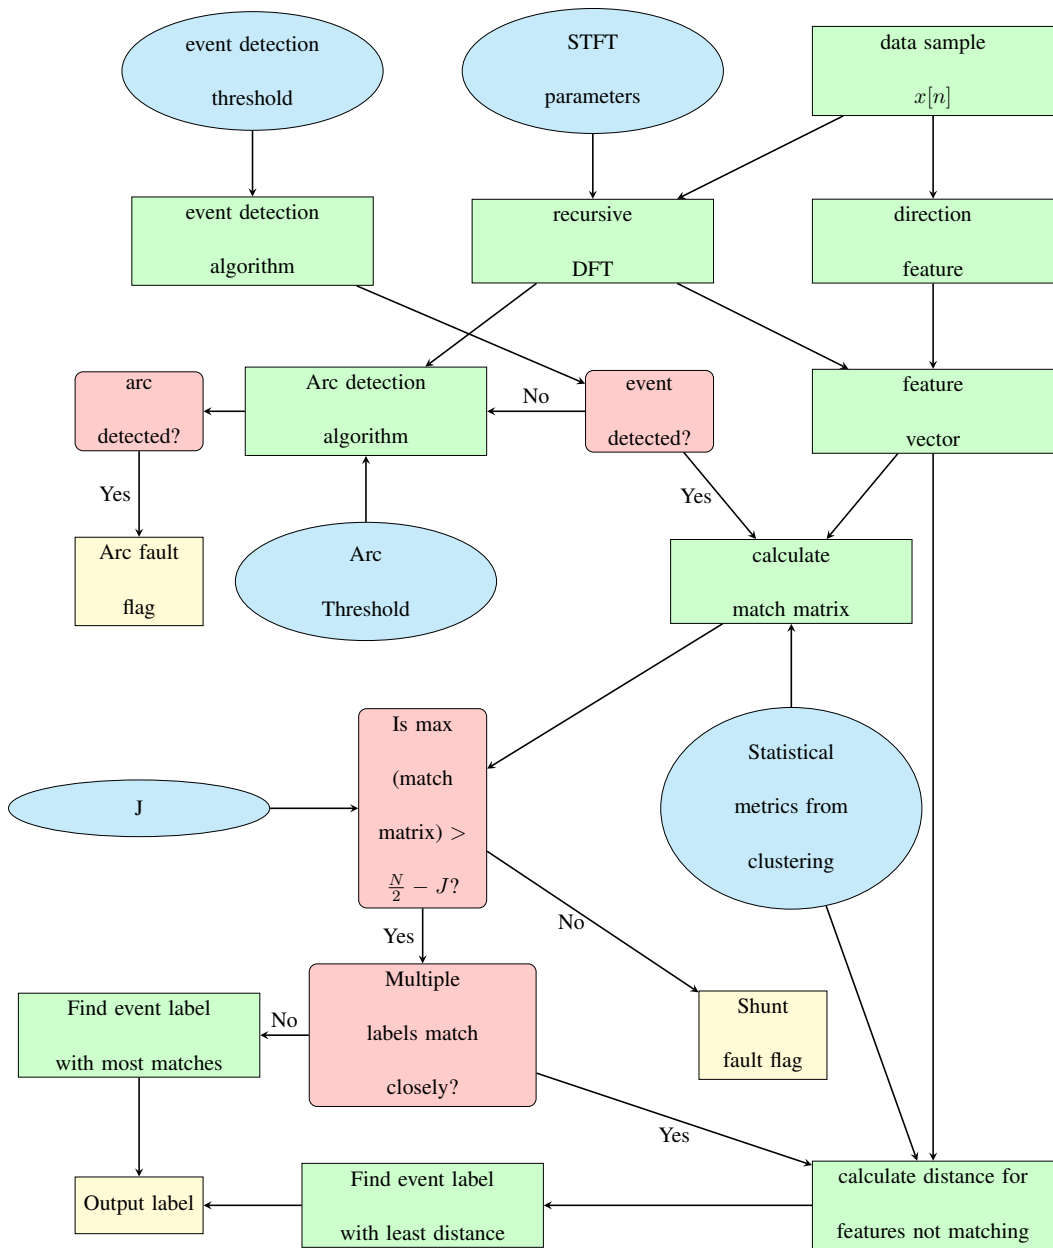 event detection
threshold
STFT
parameters
data sample
x[n]
event detection
algorithm
recursive
DFT
direction
feature
arc
detected?
Arc detection
algorithm
No
event
detected?
feature
vector
Yes
Yes
Arc fault
flag
Arc
Threshold
calculate
match matrix
Is max
(match
matrix) >
N/2 − J?
J
Statistical
metrics from
clustering
Yes
No
Find event label
with most matches
No
Multiple
labels match
closely?
Shunt
fault flag
Yes
Output label
Find event label
with least distance
calculate distance for
features not matching